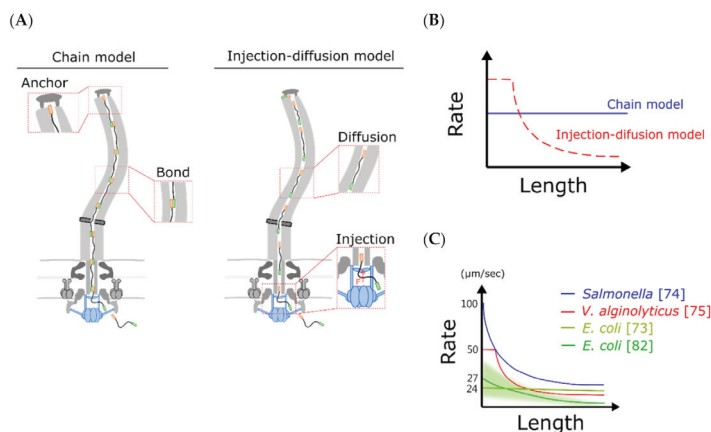 (A)
Chain model
Anchor
Bond
Injection-diffusion model
Diffusion
Injection
(B)
Rate
Chain model
Injection-difusion model
Length
(C)
(µm/sec)
100
50
27
24
Rate
Salmonella [74]
V. alginolyticus [75]
E. coli [73]
E. coli [82]
Length